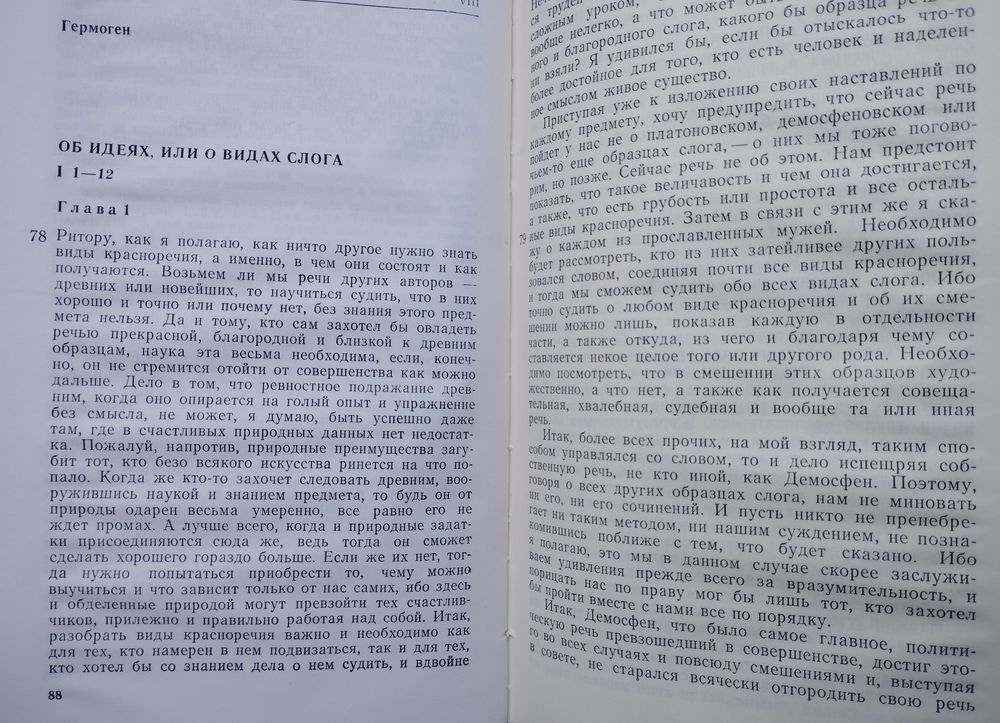 VIII
Гермоген
ОБ ИДЕЯХ, ИЛИ О ВИДАХ СЛОГА
I 1—12
Глава 1
78 Ритору, как я полагаю, как ничто другое нужно знать
виды красноречия, а именно, в чем они состоят и как
получаются. Возьмем ли мы речи других авторов —
древних или новейших, то научиться судить, что в них
хорошо и точно или почему нет, без знания этого пред-
мета нельзя. Да и тому, кто сам захотел бы овладеть
речью прекрасной, благородной и близкой к древним
образцам, наука эта весьма необходима, если, конеч-
но, он не стремится отойти от совершенства как можно
дальше. Дело в том, что ревностное подражание древ-
ним, когда оно опирается на голый опыт и упражнение
без смысла, не может, я думаю, быть успешно даже
там, где в счастливых природных данных нет недостат-
ка. Пожалуй, напротив, природные преимущества загу-
бит тот, кто безо всякого искусства ринется на что по-
пало. Когда же кто-то захочет следовать древним, воо-
ружившись наукой и знанием предмета, то будь он от
природы одарен весьма умеренно, все равно его не
ждет промах. А лучше всего, когда и природные задат-
ки присоединяются сюда же, ведь тогда он сможет
сделать хорошего гораздо больше. Если же их нет, тог-
да нужно попытаться приобрести то, чему можно
выучиться и что зависит только от нас самих, ибо здесь
и обделенные природой могут превзойти тех счастлив-
чиков, прилежно и правильно работая над собой. Итак,
разобрать виды красноречия важно и необходимо как
для тех, кто намерен в нем подвизаться, так и для тех,
кто хотел бы со знанием дела о нем судить, и вдвойне
88
ся
сложным уроком,
вообще нелегко, а что может быть
ного и благородного слога, какого бы образца речи
ни взяли? Я удивился бы, если бы отыскалось что-то
более достойное для того, кто есть человек и наделен-
ное смыслом живое существо.
Приступая уже к изложению своих наставлений по
каждому предмету, хочу предупредить, что сейчас речь
пойдет у нас не о платоновском, демосфеновском или
чьем-то еще образцах слога, — о них мы тоже погово-
рим, но позже. Сейчас речь не об этом. Нам предстоит
показать, что такое величавость и чем она достигается,
а также, что есть грубость или простота и все осталь-
79 ные виды красноречия. Затем в связи с этим же я ска-
жу о каждом из прославленных мужей. Необходимо
будет рассмотреть, кто из них затейливее других поль-
зовался словом, соединяя почти все виды красноречия,
и тогда мы сможем судить обо всех видах слога. Ибо
точно судить о любом виде красноречия и об их сме-
шении можно лишь, показав каждую в отдельности
части, а также откуда, из чего и благодаря чему со-
ставляется некое целое того или другого рода. Необхо-
димо посмотреть, что в смешении этих образцов худо-
жественно, а что нет, а также как получается совеща-
тельная, хвалебная, судебная и вообще та или иная
речь.
Итак, более всех прочих, на мой взгляд, таким спо-
собом управлялся со словом, то и дело испещряя соб-
ственную речь, не кто иной, как Демосфен. Поэтому,
говоря о всех других образцах слога, нам не миновать
ни его, ни его сочинений. И пусть никто не пренебре-
гает ни таким методом, ни нашим суждением, не позна-
комившись поближе с тем, что будет сказано. Ибо
я полагаю, это мы в данном случае скорее заслужи-
ваем удивления прежде всего за вразумительность, и
порицать нас по праву мог бы лишь тот, кто захотел
бы пройти вместе с нами все по порядку.
Итак, Демосфен, что было самое главное, полити-
ческую речь превзошедший в совершенстве, достиг это-
го во всех случаях и повсюду смешениями и, выступая
в совете, не старался всячески отгородить свою речь